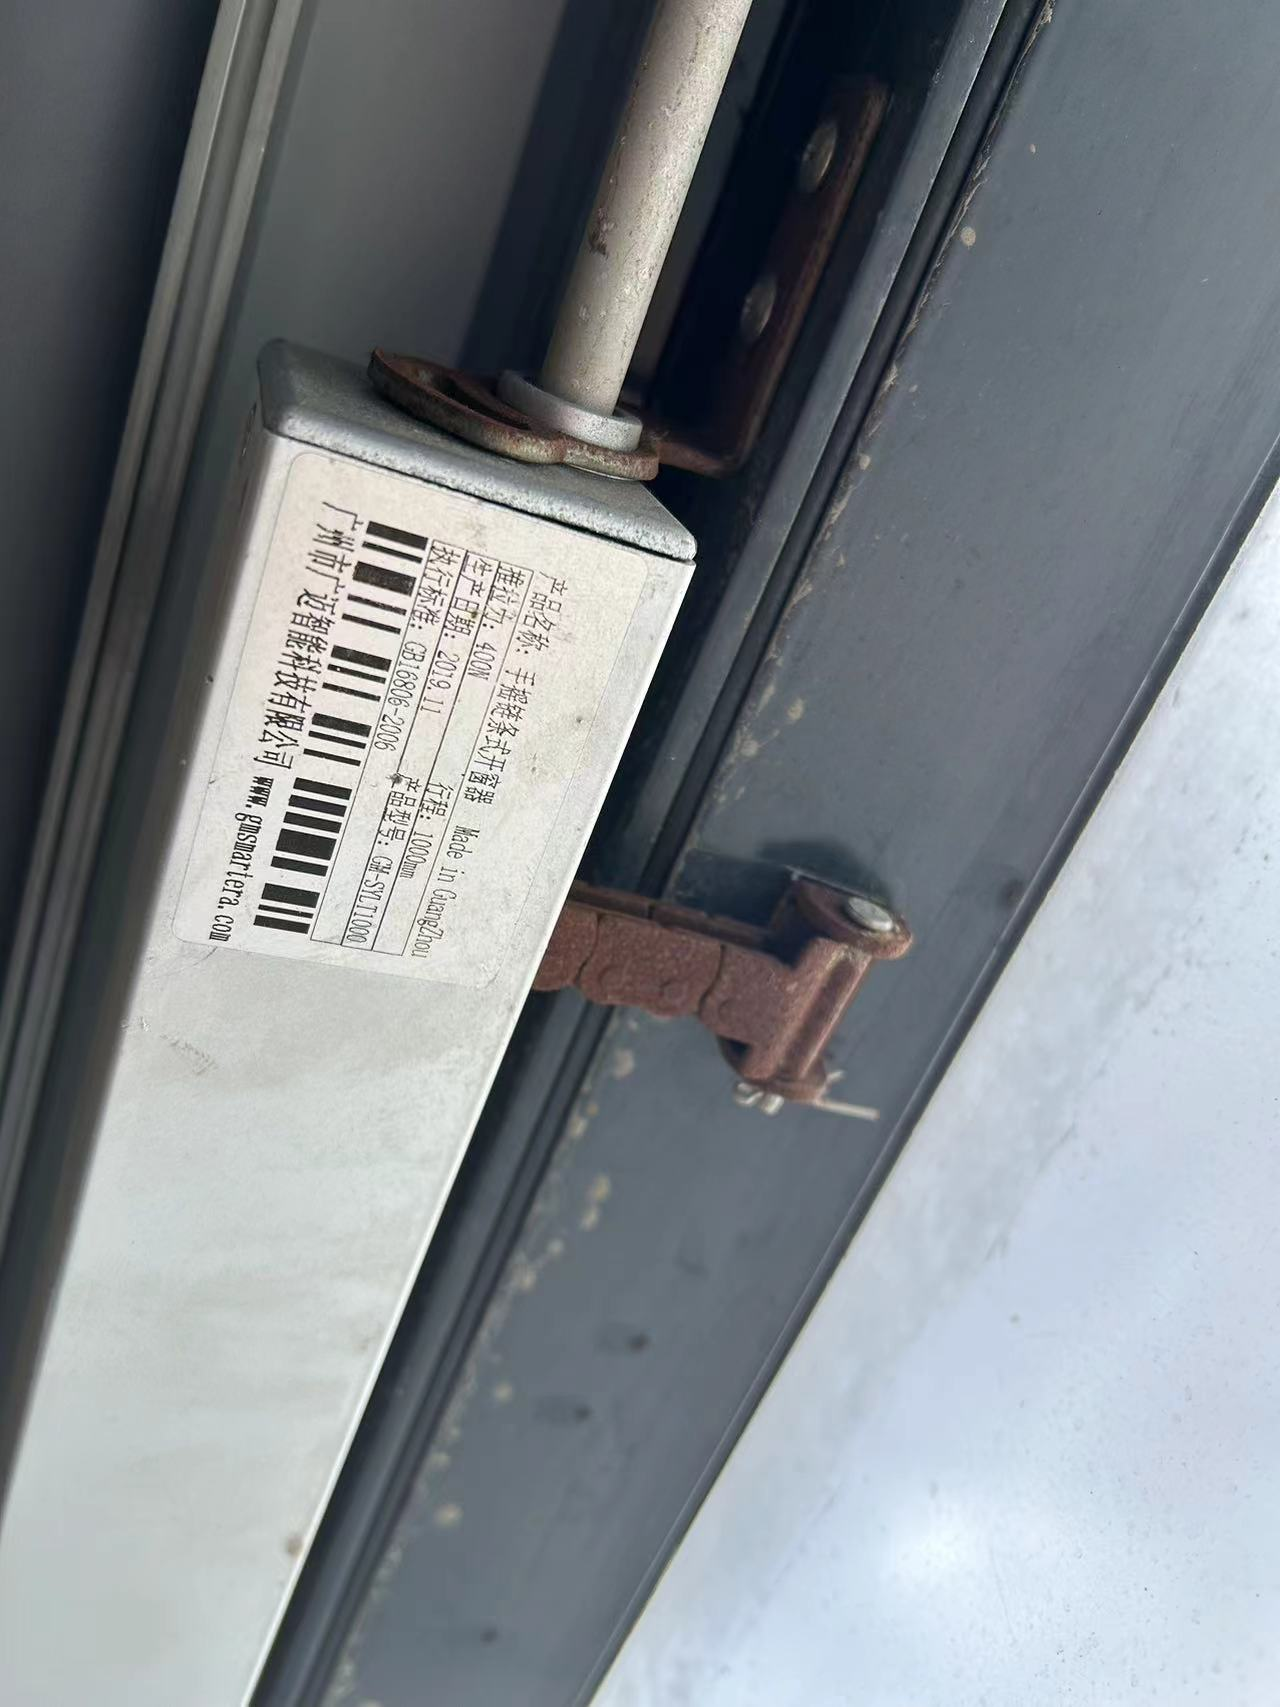 产品名称: 手摇链条式开窗器 Made in GuangZhou
推拉力: 400N 行程: 1000mm
生产日期: 2019.11 产品型号: GM-SYLT1000
执行标准: GB16806-2006
广州市广迈智能科技有限公司 www.gmsmartera.com